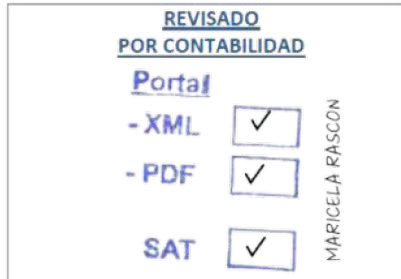 REVISADO
POR CONTABILIDAD
Portal
- XML ✓
- PDF ✓
SAT ✓
MARICELA RASCON